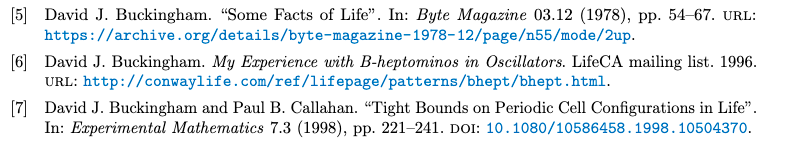 [5] David J. Buckingham. “Some Facts of Life”. In: Byte Magazine 03.12 (1978), pp. 54–67. URL:
https://archive.org/details/byte-magazine-1978-12/page/n55/mode/2up.
[6] David J. Buckingham. My Experience with B-heptominos in Oscillators. LifeCA mailing list. 1996.
URL: http://conwaylife.com/ref/lifepage/patterns/bhept/bhept.html.
[7] David J. Buckingham and Paul B. Callahan. “Tight Bounds on Periodic Cell Configurations in Life”.
In: Experimental Mathematics 7.3 (1998), pp. 221–241. DOI: 10.1080/10586458.1998.10504370.